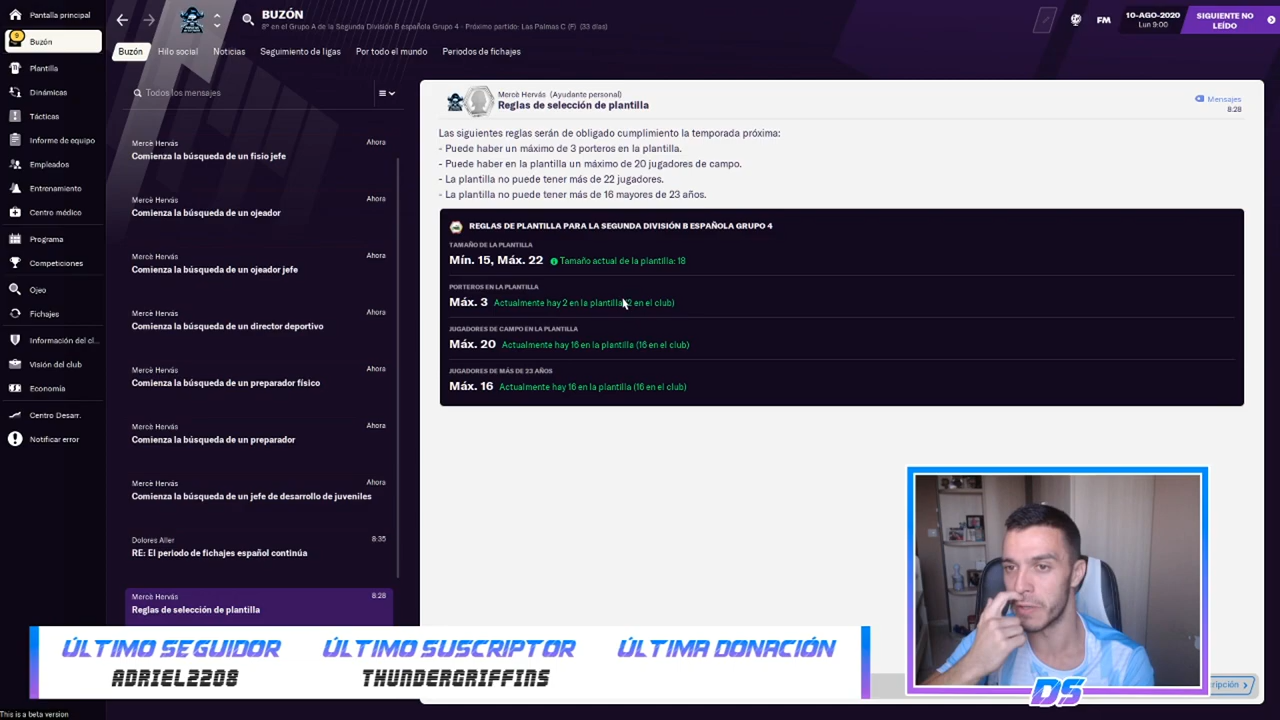 Pantalla principal
Buzón
Plantilla
Dinámicas
Tácticas
Informe de equipo
Empleados
Entrenamiento
Centro médico
Programa
Competiciones
Ojeo
Fichajes
Información del cl...
Visión del club
Economía
Centro Desarr.
Notificar error
This is a beta version
BUZÓN
8º en el Grupo A de la Segunda División B española Grupo 4 - Próximo partido: Las Palmas C (F) (33 días)
FM
10-AGO-2020
Lun 9:00
SIGUIENTE NO LEÍDO
Buzón
Hilo social
Noticias
Seguimiento de ligas
Por todo el mundo
Periodos de fichajes
Todos los mensajes
Mercè Hervás
Ahora
Comienza la búsqueda de un fisio jefe
Mercè Hervás
Ahora
Comienza la búsqueda de un ojeador
Mercè Hervás
Ahora
Comienza la búsqueda de un ojeador jefe
Mercè Hervás
Ahora
Comienza la búsqueda de un director deportivo
Mercè Hervás
Ahora
Comienza la búsqueda de un preparador físico
Mercè Hervás
Ahora
Comienza la búsqueda de un preparador
Mercè Hervás
Ahora
Comienza la búsqueda de un jefe de desarrollo de juveniles
Dolores Aller
8:35
RE: El periodo de fichajes español continúa
Mercè Hervás
8:28
Reglas de selección de plantilla
Mercè Hervás (Ayudante personal)
Reglas de selección de plantilla
Mensajes
8:28
Las siguientes reglas serán de obligado cumplimiento la temporada próxima:
- Puede haber un máximo de 3 porteros en la plantilla.
- Puede haber en la plantilla un máximo de 20 jugadores de campo.
- La plantilla no puede tener más de 22 jugadores.
- La plantilla no puede tener más de 16 mayores de 23 años.
REGLAS DE PLANTILLA PARA LA SEGUNDA DIVISIÓN B ESPAÑOLA GRUPO 4
TAMAÑO DE LA PLANTILLA
Mín. 15, Máx. 22 Tamaño actual de la plantilla: 18
PORTEROS EN LA PLANTILLA
Máx. 3 Actualmente hay 2 en la plantilla (2 en el club)
JUGADORES DE CAMPO EN LA PLANTILLA
Máx. 20 Actualmente hay 16 en la plantilla (16 en el club)
JUGADORES DE MÁS DE 23 AÑOS
Máx. 16 Actualmente hay 16 en la plantilla (16 en el club)
ÚLTIMO SEGUIDOR
ADRIEL2208
ÚLTIMO SUSCRIPTOR
THUNDERGRIFFINS
ÚLTIMA DONACIÓN
DS
cripción